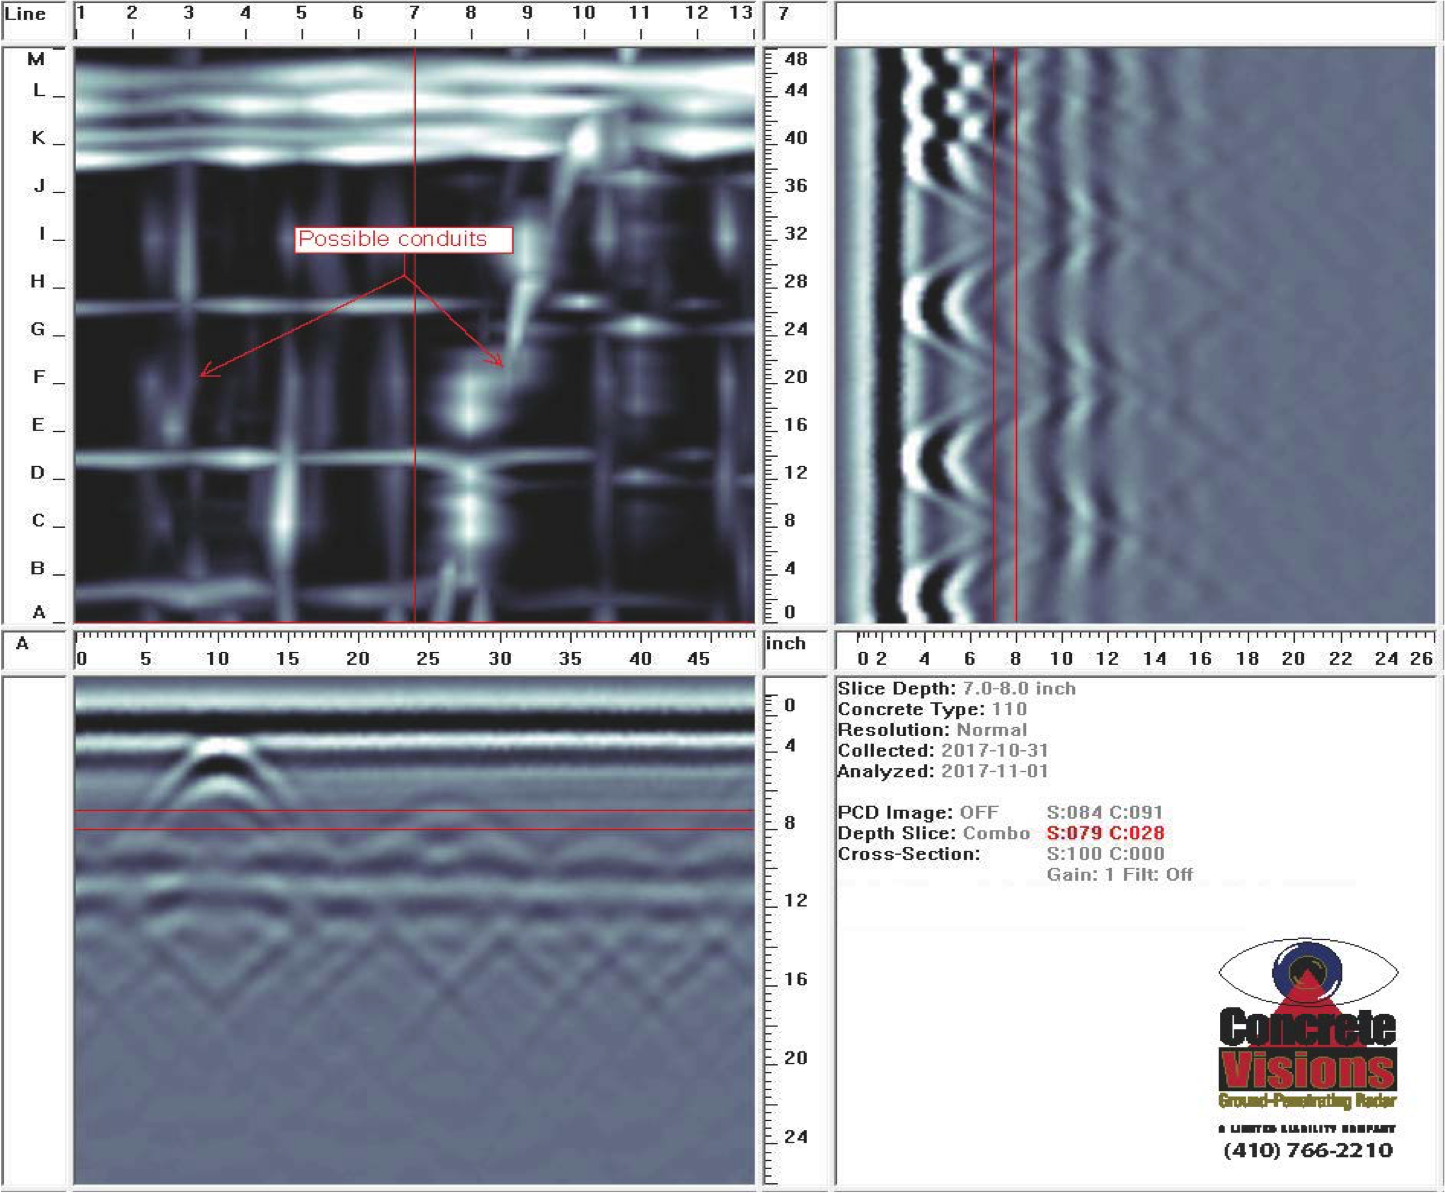 Line 1 2 3 4 5 6 7 8 9 10 11 12 13 7
M
L
K
J
I
H
G
F
E
D
C
B
A
Possible conduits
48
44
40
36
32
28
24
20
16
12
8
4
0
A 0 5 10 15 20 25 30 35 40 45 inch 0 2 4 6 8 10 12 14 16 18 20 22 24 26
0
4
8
12
16
20
24
Slice Depth: 7.0-8.0 inch
Concrete Type: 110
Resolution: Normal
Collected: 2017-10-31
Analyzed: 2017-11-01
PCD Image: OFF S:084 C:091
Depth Slice: Combo S:079 C:028
Cross-Section: S:100 C:000
Gain: 1 Filt: Off
Concrete
Visions
Ground-Penetrating Radar
A LIMITED LIABILITY COMPANY
(410) 766-2210